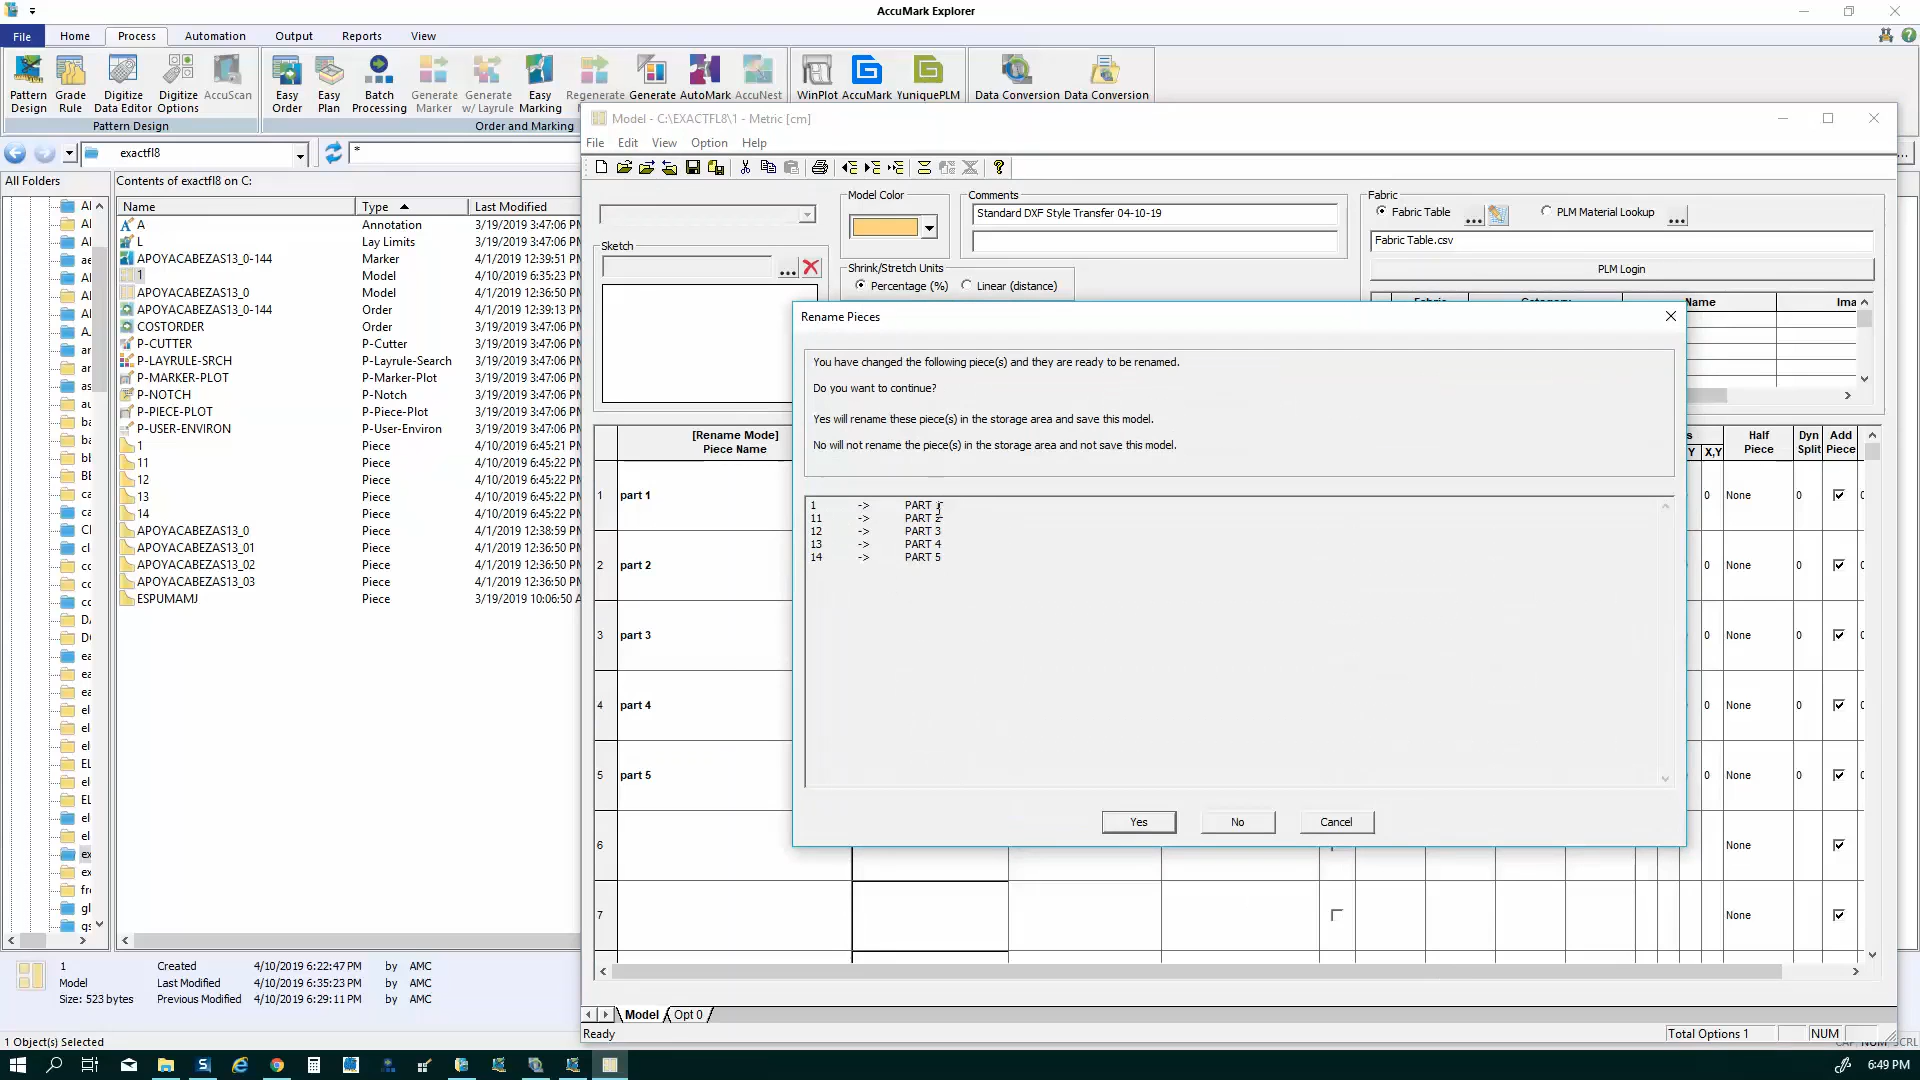 AccuMark Explorer
File Home Process Automation Output Reports View
Pattern Design
Grade Rule
Digitize Data Editor
Digitize Options
AccuScan
Easy Order
Easy Plan
Batch Processing
Generate Marker
Generate w/ Layrule
Easy Marking
Regenerate
Generate
AutoMark
AccuNest
WinPlot
AccuMark
YuniquePLM
Data Conversion
Data Conversion
Pattern Design
Order and Marking
exactfl8
*
All Folders
Contents of exactfl8 on C:
Name Type Last Modified
A Annotation 3/19/2019 3:47:06 PM
L Lay Limits 3/19/2019 3:47:06 PM
APOYACABEZAS13_0-144 Marker 4/1/2019 12:39:51 PM
1 Model 4/10/2019 6:35:23 PM
APOYACABEZAS13_0 Model 4/1/2019 12:36:50 PM
APOYACABEZAS13_0-144 Order 4/1/2019 12:39:13 PM
COSTORDER Order 3/19/2019 3:47:06 PM
P-CUTTER P-Cutter 3/19/2019 3:47:06 PM
P-LAYRULE-SRCH P-Layrule-Search 3/19/2019 3:47:06 PM
P-MARKER-PLOT P-Marker-Plot 3/19/2019 3:47:06 PM
P-NOTCH P-Notch 3/19/2019 3:47:06 PM
P-PIECE-PLOT P-Piece-Plot 3/19/2019 3:47:06 PM
P-USER-ENVIRON P-User-Environ 3/19/2019 3:47:06 PM
1 Piece 4/10/2019 6:45:21 PM
11 Piece 4/10/2019 6:45:22 PM
12 Piece 4/10/2019 6:45:22 PM
13 Piece 4/10/2019 6:45:22 PM
14 Piece 4/10/2019 6:45:22 PM
APOYACABEZAS13_0 Piece 4/1/2019 12:38:59 PM
APOYACABEZAS13_01 Piece 4/1/2019 12:36:50 PM
APOYACABEZAS13_02 Piece 4/1/2019 12:36:50 PM
APOYACABEZAS13_03 Piece 4/1/2019 12:36:50 PM
ESPUMAMJ Piece 3/19/2019 10:06:50 A
Model - C:\EXACTFL8\1 - Metric [cm]
File Edit View Option Help
Model Color
Comments
Standard DXF Style Transfer 04-10-19
Fabric
Fabric Table ... PLM Material Lookup ...
Fabric Table.csv
PLM Login
Sketch
...
Shrink/Stretch Units
Percentage (%) Linear (distance)
Name Ima
Rename Pieces
You have changed the following piece(s) and they are ready to be renamed.
Do you want to continue?
Yes will rename these piece(s) in the storage area and save this model.
No will not rename the piece(s) in the storage area and not save this model.
1 -> PART 1
11 -> PART 2
12 -> PART 3
13 -> PART 4
14 -> PART 5
Yes No Cancel
[Rename Mode]
Piece Name
s Y X,Y Half Piece Dyn Split Add Piece
1 part 1 0 None 0
2 part 2 0 None 0
3 part 3 0 None 0
4 part 4 0 None 0
5 part 5 0 None 0
6 None
7 None
Model Opt 0
Ready Total Options 1 NUM
1 Created 4/10/2019 6:22:47 PM by AMC
Model Last Modified 4/10/2019 6:35:23 PM by AMC
Size: 523 bytes Previous Modified 4/10/2019 6:29:11 PM by AMC
1 Object(s) Selected
6:49 PM